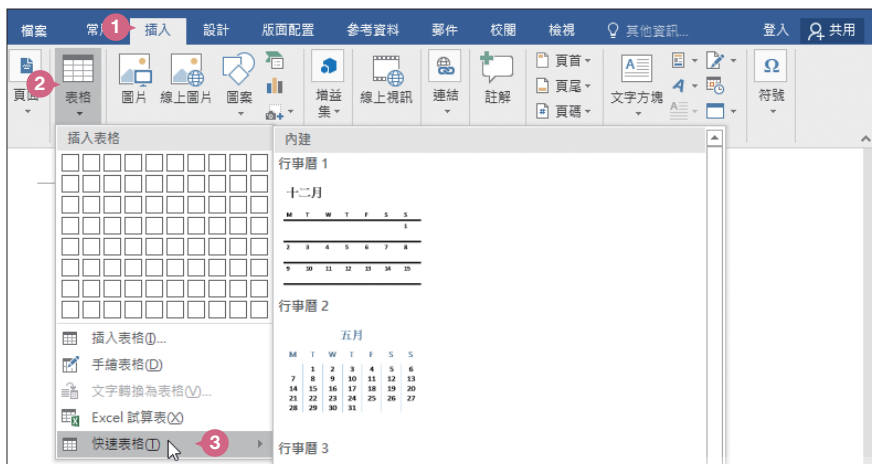 檔案 常用 插入 設計 版面配置 參考資料 郵件 校閱 檢視 其他資訊... 登入 共用
1
2
頁面 表格 圖片 線上圖片 圖案 增益集 線上視訊 連結 註解 頁首 頁尾 頁碼 文字方塊 符號
插入表格 內建
行事曆 1
十二月
M T W T F S S
1
2 3 4 5 6 7 8
9 10 11 12 13 14 15
行事曆 2
五月
M T W T F S S
1 2 3 4 5 6
7 8 9 10 11 12 13
14 15 16 17 18 19 20
21 22 23 24 25 26 27
28 29 30 31
插入表格(I)...
手繪表格(D)
文字轉換為表格(V)...
Excel 試算表(X)
快速表格(T) 3
行事曆 3